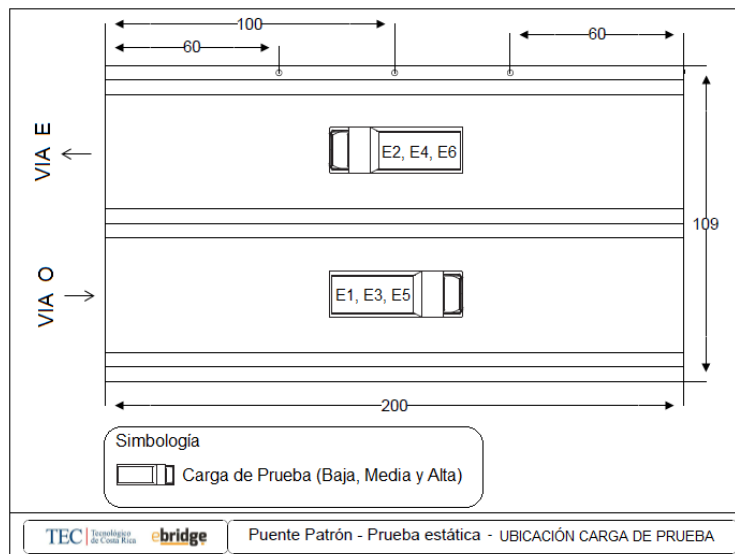 100
60
60
VIA E
E2, E4, E6
109
VIA O
E1, E3, E5
200
Simbología
Carga de Prueba (Baja, Media y Alta)
TEC Tecnológico de Costa Rica
ebridge
Puente Patrón - Prueba estática - UBICACIÓN CARGA DE PRUEBA